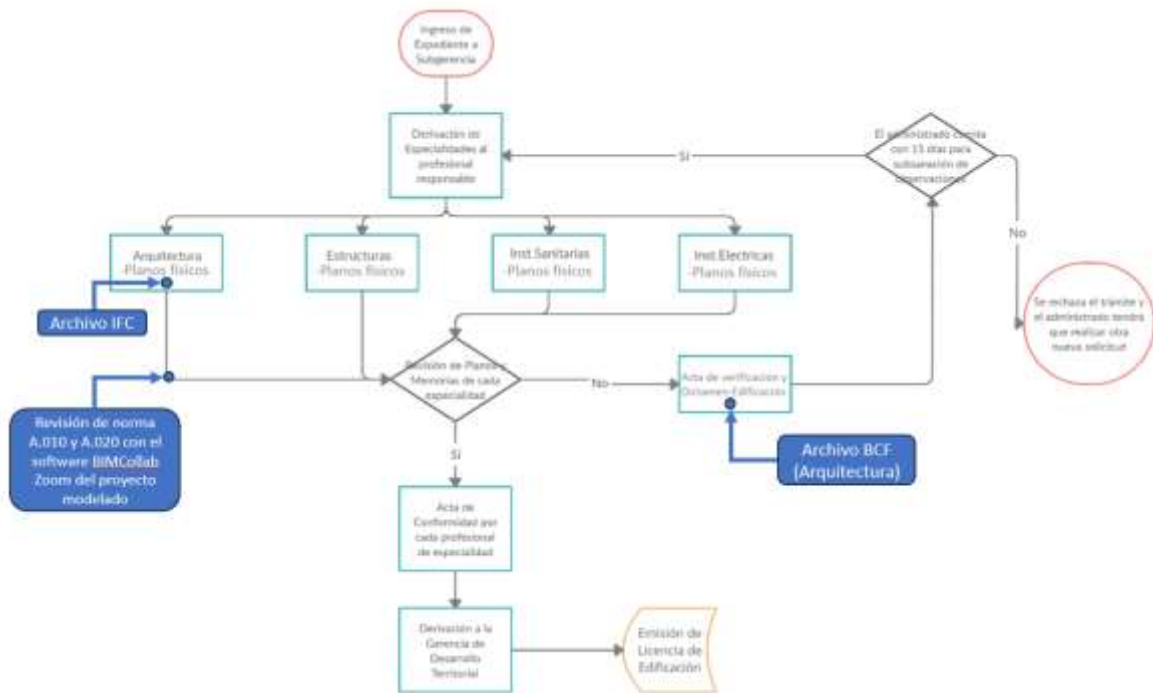 Ingreso de
Expediente a
Subgerencia
Derivación de
Especialidades al
profesional
responsable
El administrado cuenta
con 15 días para
subsanación de
observaciones
Si
No
Arquitectura
-Planos físicos
Estructuras
-Planos físicos
Inst.Sanitarias
-Planos físicos
Inst.Electricas
-Planos físicos
Archivo IFC
Se rechaza el trámite y
el administrado tendrá
que realizar otra
nueva solicitud
Revisión de Planos y
Memorias de cada
especialidad
No
Acta de verificación y
Dictamen-Edificación
Revisión de norma
A.010 y A.020 con el
software BIMCollab
Zoom del proyecto
modelado
Archivo BCF
(Arquitectura)
Si
Acta de
Conformidad por
cada profesional
de especialidad
Derivación a la
Gerencia de
Desarrollo
Territorial
Emisión de
Licencia de
Edificación